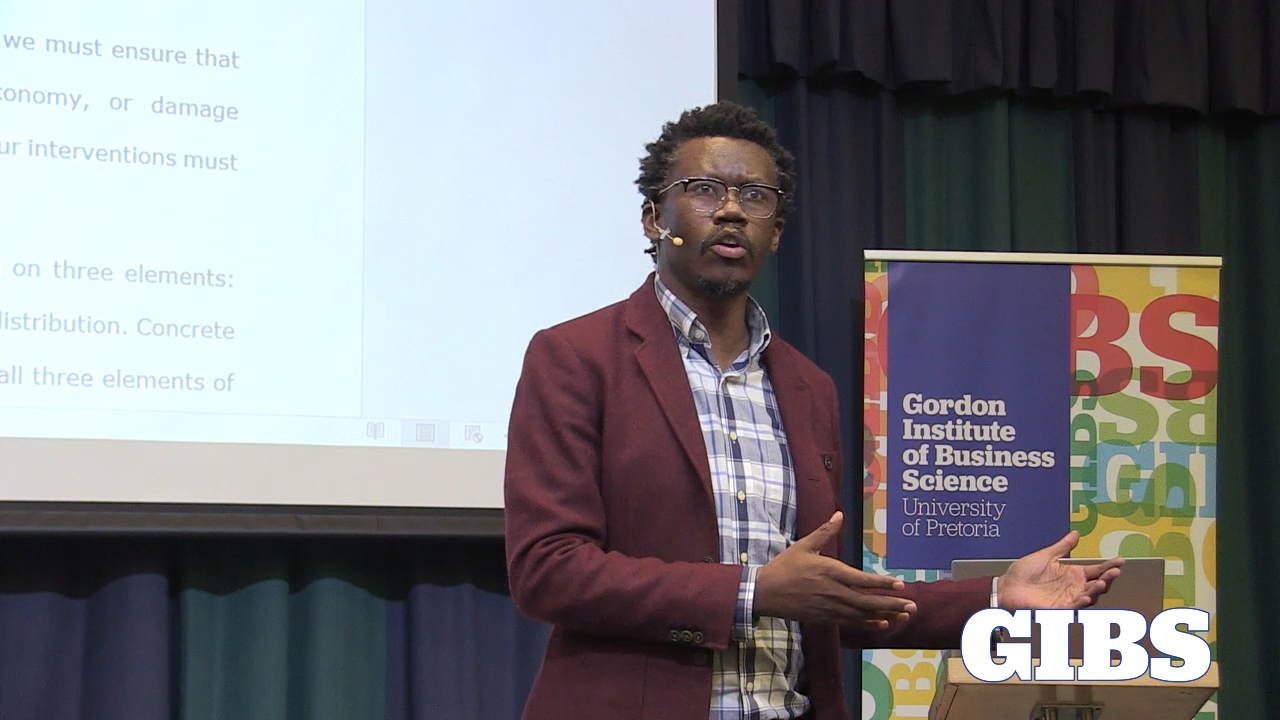 we must ensure that
conomy, or damage
ur interventions must
on three elements:
distribution. Concrete
all three elements of
BS
Gordon
Institute
of Business
Science
University
of Pretoria
GIBS